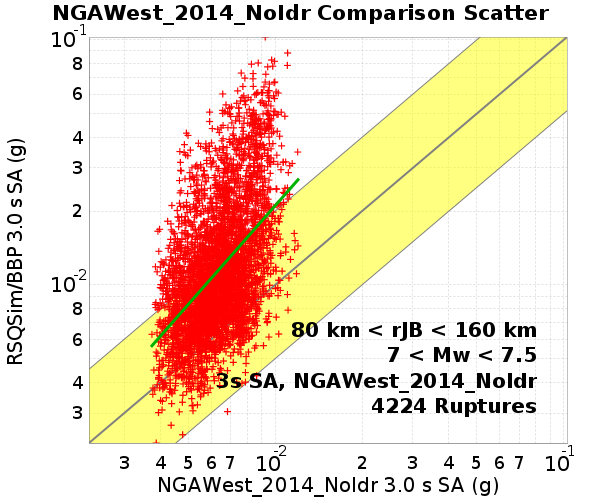 NGAWest_2014_NoIdr Comparison Scatter
10-1
8
6
4
3
2
10-2
8
6
4
3
RSQSim/BBP 3.0 s SA (g)
80 km < rJB < 160 km
7 < Mw < 7.5
3s SA, NGAWest_2014_NoIdr
4224 Ruptures
3 4 5 6 7 10-2 2 3 4 5 6 7 10-1
NGAWest_2014_NoIdr 3.0 s SA (g)